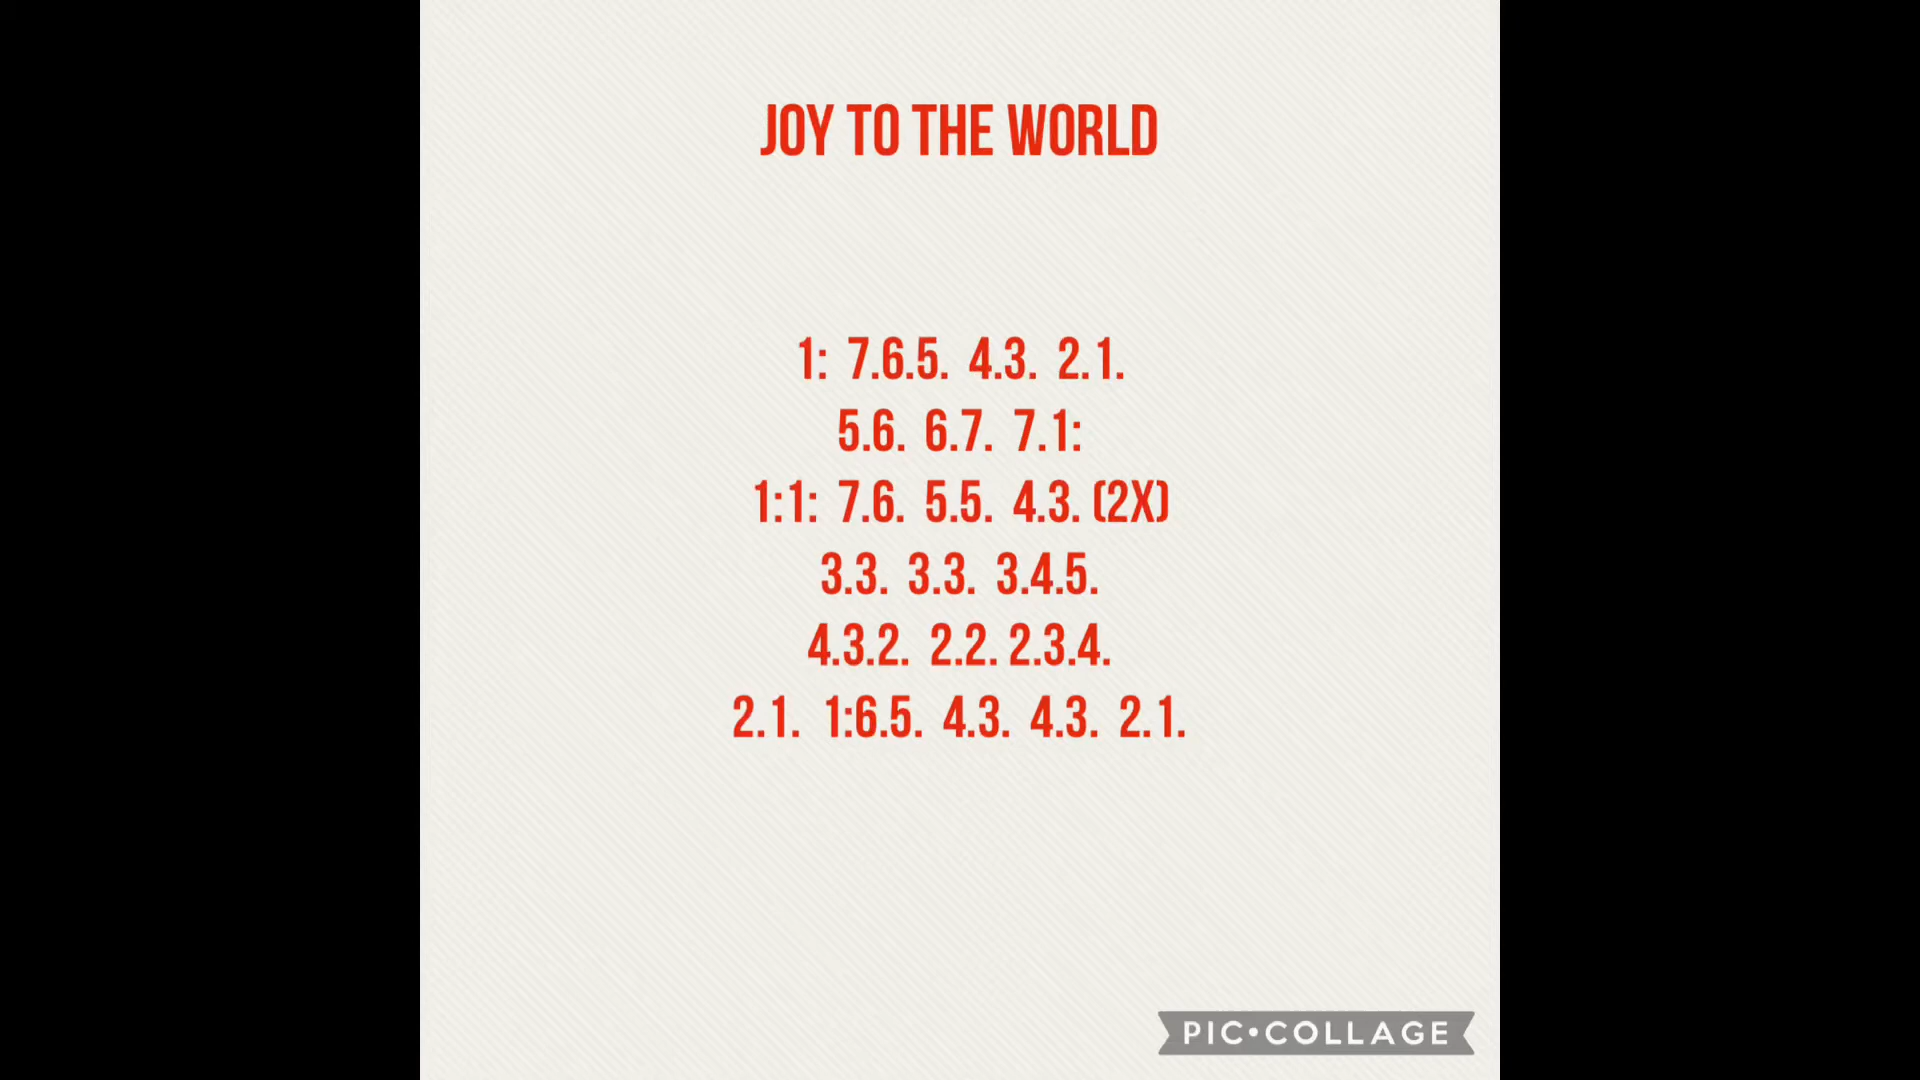 JOY TO THE WORLD
1: 7.6.5. 4.3. 2.1.
5.6. 6.7. 7.1:
1:1: 7.6. 5.5. 4.3. (2X)
3.3. 3.3. 3.4.5.
4.3.2. 2.2. 2.3.4.
2.1. 1:6.5. 4.3. 4.3. 2.1.
PIC•COLLAGE